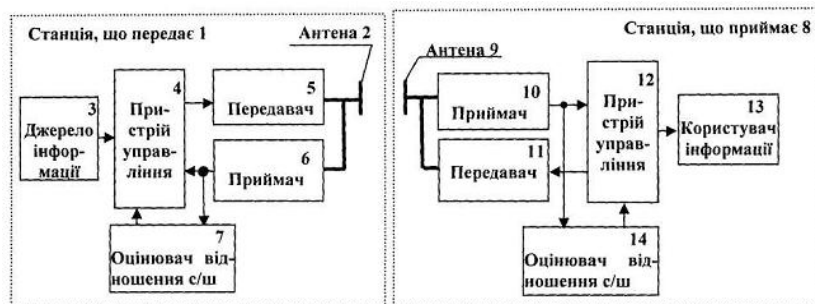 Станція, що передає 1
Антена 2
3
Джерело
інфор-
мації
4
При-
стрій
управ-
ління
5
Передавач
6
Приймач
7
Оцінювач від-
ношення с/ш
Станція, що приймає 8
Антена 9
10
Приймач
11
Передавач
12
При-
стрій
управ-
ління
13
Користувач
інформації
14
Оцінювач від-
ношення с/ш